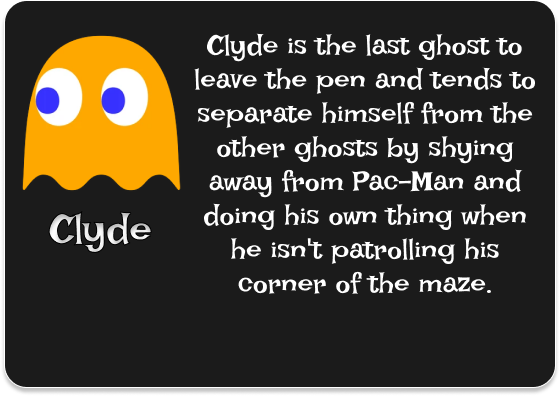 Clyde is the last ghost to
leave the pen and tends to
separate himself from the
other ghosts by shying
away from Pac-Man and
doing his own thing when
he isn't patrolling his
corner of the maze.
Clyde